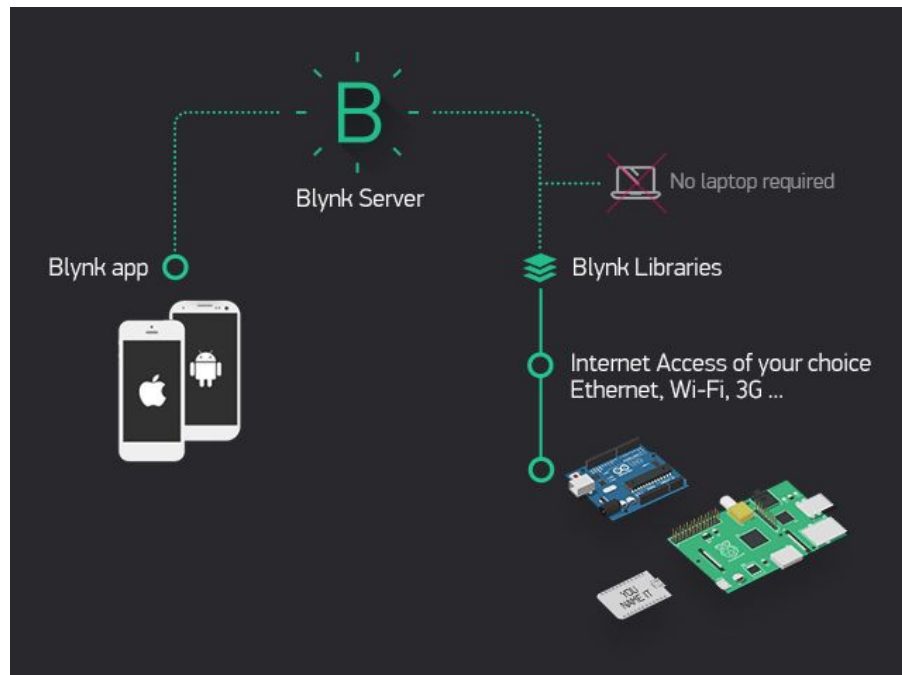 B
Blynk Server
No laptop required
Blynk app
Blynk Libraries
Internet Access of your choice
Ethernet, Wi-Fi, 3G ...
YOU
NAME IT